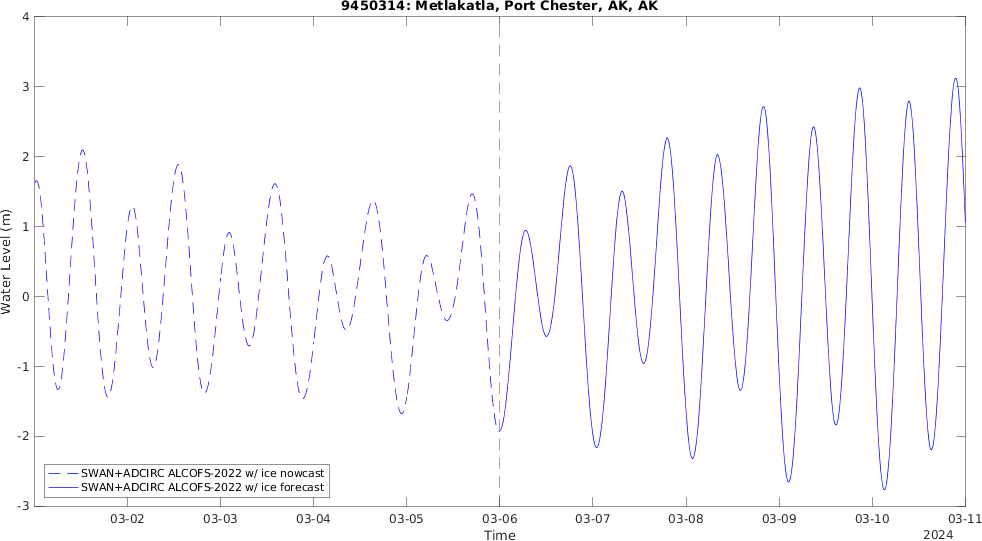 9450314: Metlakatla, Port Chester, AK, AK
4
3
2
1
0
-1
-2
-3
Water Level (m)
SWAN+ADCIRC ALCOFS-2022 w/ ice nowcast
SWAN+ADCIRC ALCOFS-2022 w/ ice forecast
03-02 03-03 03-04 03-05 03-06 03-07 03-08 03-09 03-10 03-11
Time
2024